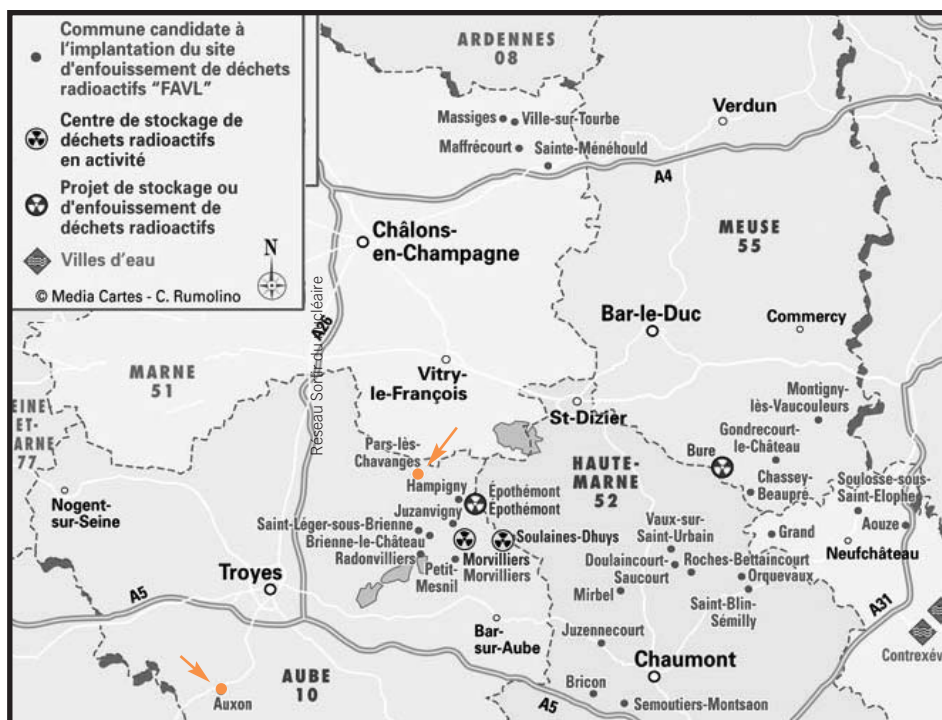 Commune candidate à
l'implantation du site
d'enfouissement de déchets
radioactifs "FAVL"
Centre de stockage de
déchets radioactifs
en activité
Projet de stockage ou
d'enfouissement de
déchets radioactifs
Villes d'eau
N
© Media Cartes - C. Rumolino
ARDENNES
08
Massiges
Ville-sur-Tourbe
Verdun
Maffrécourt
Sainte-Ménéhould
A4
Châlons-
en-Champagne
MEUSE
55
Réseau Sortir du nucléaire
A26
Bar-le-Duc
Commercy
MARNE
51
Vitry-
le-François
St-Dizier
Montigny-
lès-Vaucouleurs
EINE
ET-
ARNE
77
Gondrecourt-
le-Château
Pars-lès-
Chavanges
Bure
HAUTE-
MARNE
52
Chassey-
Beaupré
Soulosse-sous-
Saint-Elophe
Nogent-
sur-Seine
Hampigny
Épothémont
Épothémont
Juzanvigny
Saint-Léger-sous-Brienne
Brienne-le-Château
Radonvilliers
Soulaines-Dhuys
Vaux-sur-
Saint-Urbain
Grand
Aouze
Neufchâteau
Troyes
Petit-
Mesnil
Morvilliers
Morvilliers
Doulaincourt-
Saucourt
Roches-Bettaincourt
Orquevaux
Mirbel
Saint-Blin-
Sémilly
A5
Bar-
sur-Aube
Juzennecourt
A31
Contrexév
Chaumont
AUBE
10
Auxon
Bricon
A5
Semoutiers-Montsaon